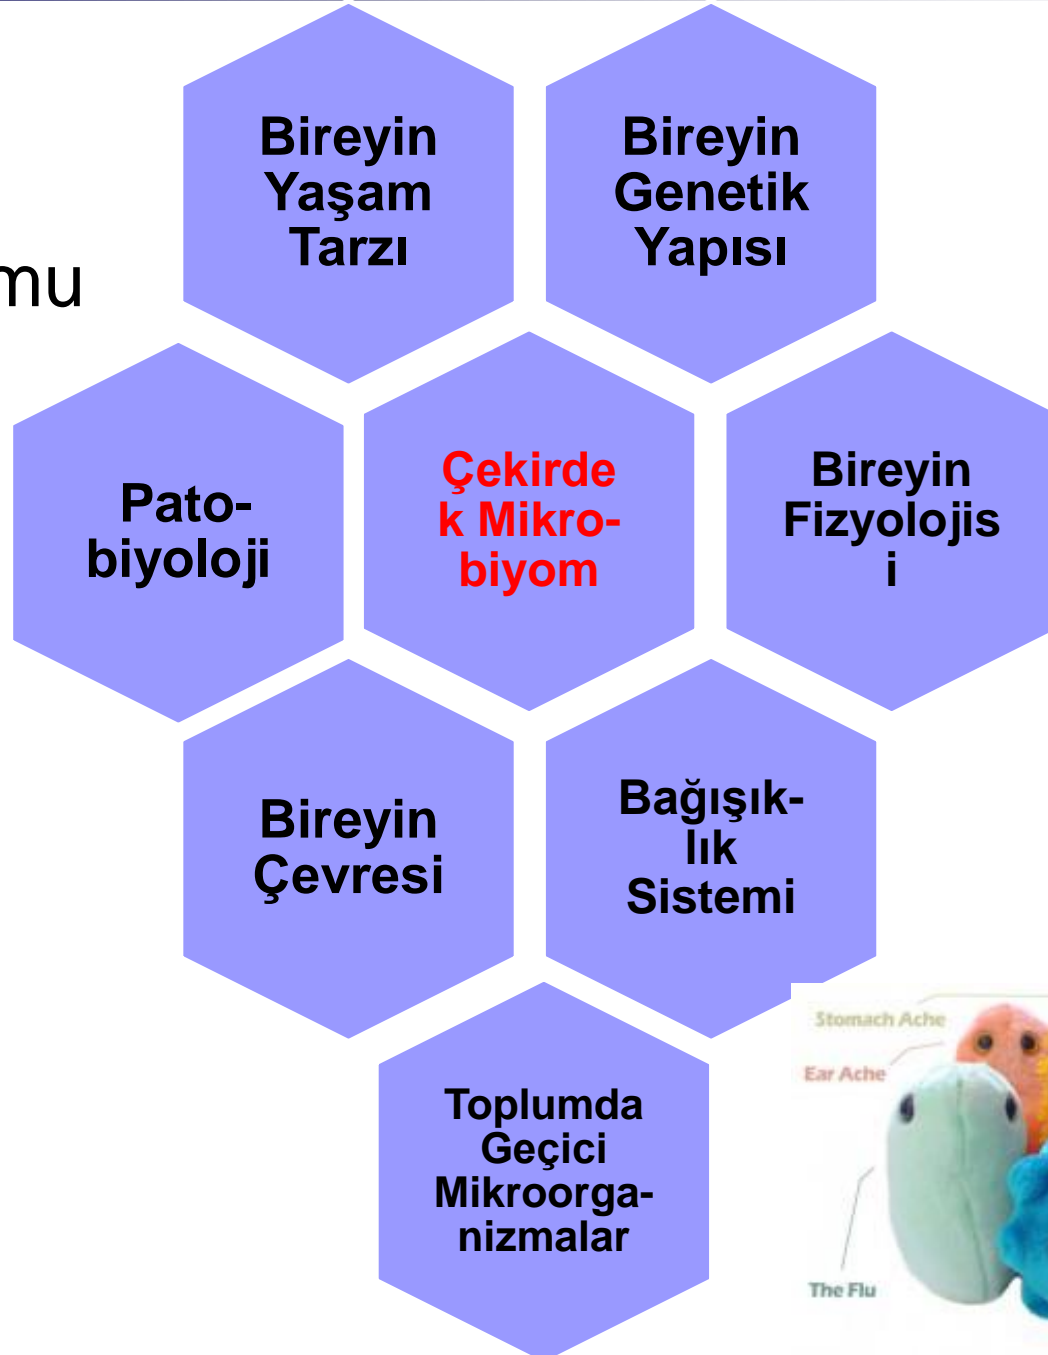 Bireyin
Yaşam
Tarzı
Bireyin
Genetik
Yapısı
mu
Pato-
biyoloji
Çekirde
k Mikro-
biyom
Bireyin
Fizyolojis
i
Bireyin
Çevresi
Bağışık-
lık
Sistemi
Toplumda
Geçici
Mikroorga-
nizmalar
Stomach Ache
Ear Ache
The Flu